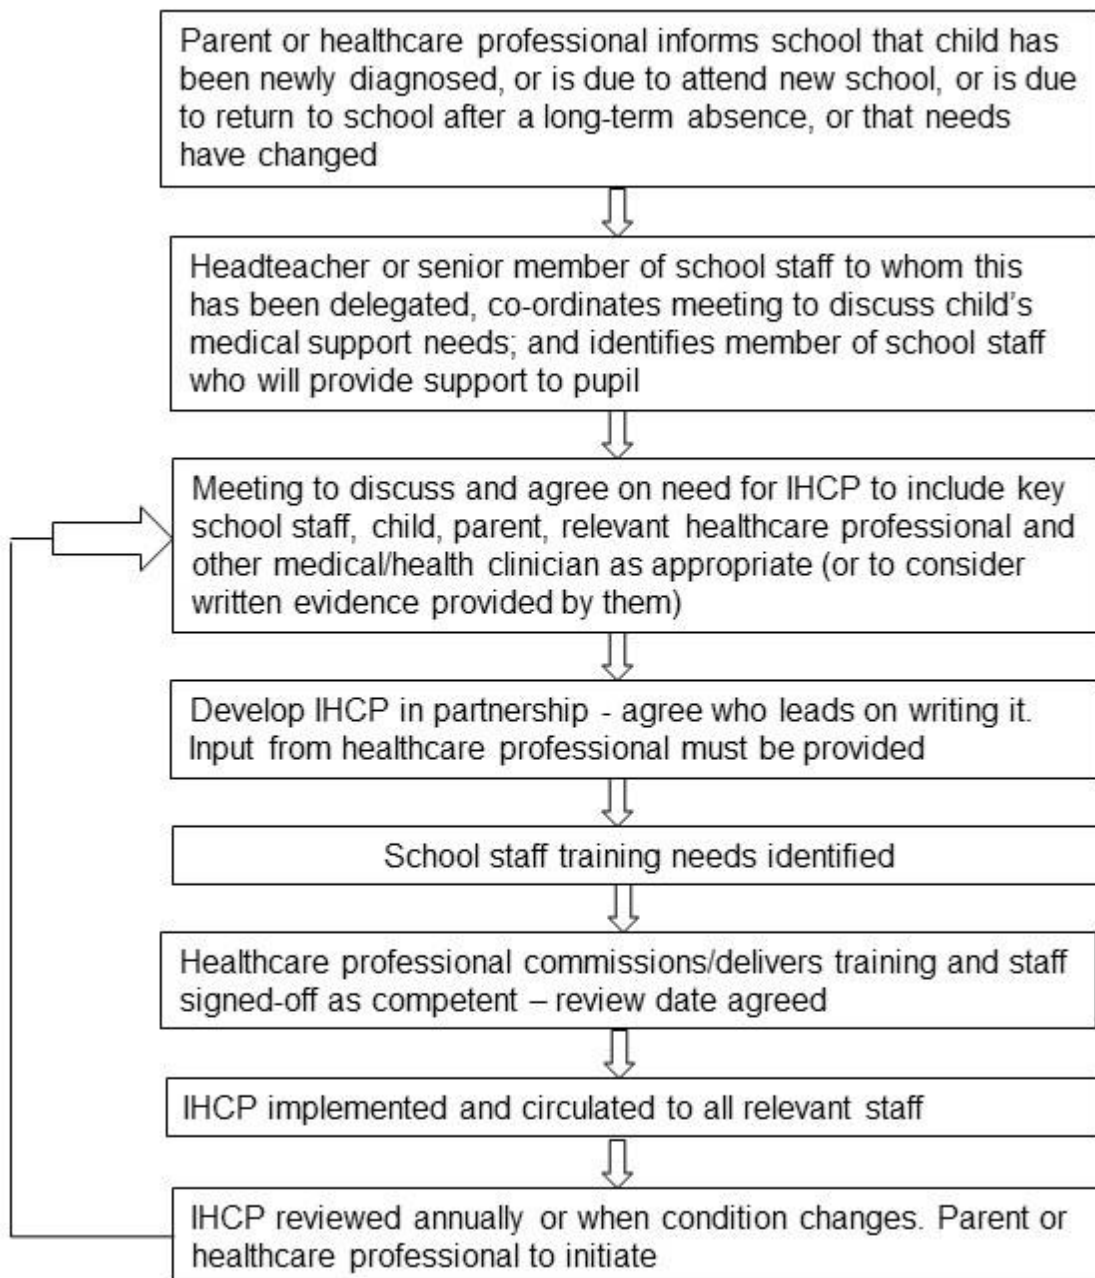 Parent or healthcare professional informs school that child has
been newly diagnosed, or is due to attend new school, or is due
to return to school after a long-term absence, or that needs
have changed
Headteacher or senior member of school staff to whom this
has been delegated, co-ordinates meeting to discuss child's
medical support needs; and identifies member of school staff
who will provide support to pupil
Meeting to discuss and agree on need for IHCP to include key
school staff, child, parent, relevant healthcare professional and
other medical/health clinician as appropriate (or to consider
written evidence provided by them)
Develop IHCP in partnership - agree who leads on writing it.
Input from healthcare professional must be provided
School staff training needs identified
Healthcare professional commissions/delivers training and staff
signed-off as competent – review date agreed
IHCP implemented and circulated to all relevant staff
IHCP reviewed annually or when condition changes. Parent or
healthcare professional to initiate